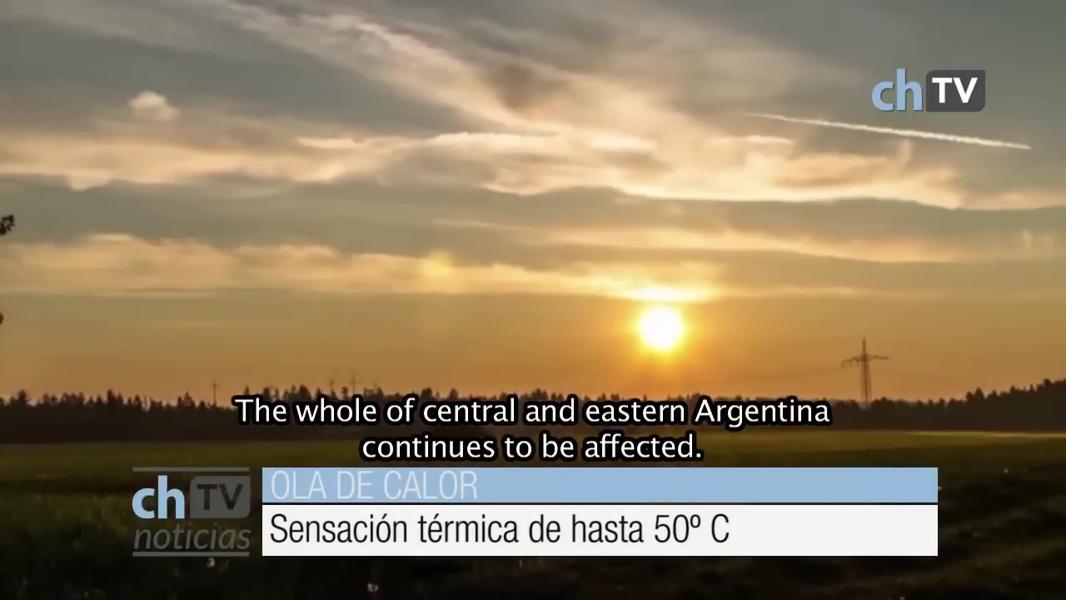 chTV
The whole of central and eastern Argentina
continues to be affected.
chTV
noticias
OLA DE CALOR
Sensación térmica de hasta 50º C